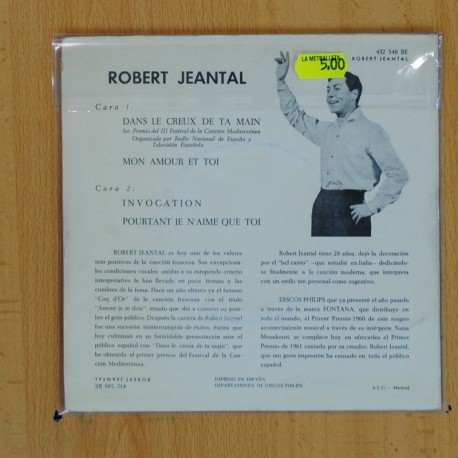 432 546 BE
ROBERT JEANTAL
LA METRALLETA
5,00
ROBERT JEANTAL
Cara 1:
DANS LE CREUX DE TA MAIN
1er. Premio del III Festival de la Canción Mediterránea
Organizado por Radio Nacional de España y
Televisión Española
MON AMOUR ET TOI
Cara 2:
INVOCATION
POURTANT JE N'AIME QUE TOI
ROBERT JEANTAL es hoy uno de los valores
más positivos de la canción francesa. Sus excepciona-
les condiciones vocales unidas a su estupendo criterio
interpretativo le han llevado en poco tiempo a las
cumbres de la fama. Hace un año obtuvo ya el famoso
"Coq d'Or" de la canción francesa con el título
"Amour je te dois", triunfo que dió a conocer su nombre
al gran público. Después la carrera de Robert Jeantal
fue una sucesión ininterrumpida de éxitos, éxitos que
hoy culminan en su formidable presentación ante el
público español con "Dans le creux de ta main", que
ha obtenido el primer premio del Festival de la Can-
ción Mediterránea.
Robert Jeantal tiene 28 años, dejó la decoración
por el "bel-canto" -que estudió en Italia- dedicándo-
se finalmente a la canción moderna, que interpreta
con un estilo tan personal como sugestivo.
DISCOS PHILIPS que ya presentó el año pasado
a través de la marca FONTANA, que distribuye en
todo el mundo, el Primer Premio 1960 de este magno
acontecimiento musical a través de su intérprete Nana
Mouskouri, se complace hoy en ofrecerles el Primer
Premio de 1961 cantado por su creador, Robert Jeantal,
que tan gran impresión ha causado en todo el público
español.
ROBERT JEANTAL
432 546 BE
IMPRESO EN ESPAÑA
DEPARTAMENTO DE DISCOS PHILIPS
A.L.G. - Madrid